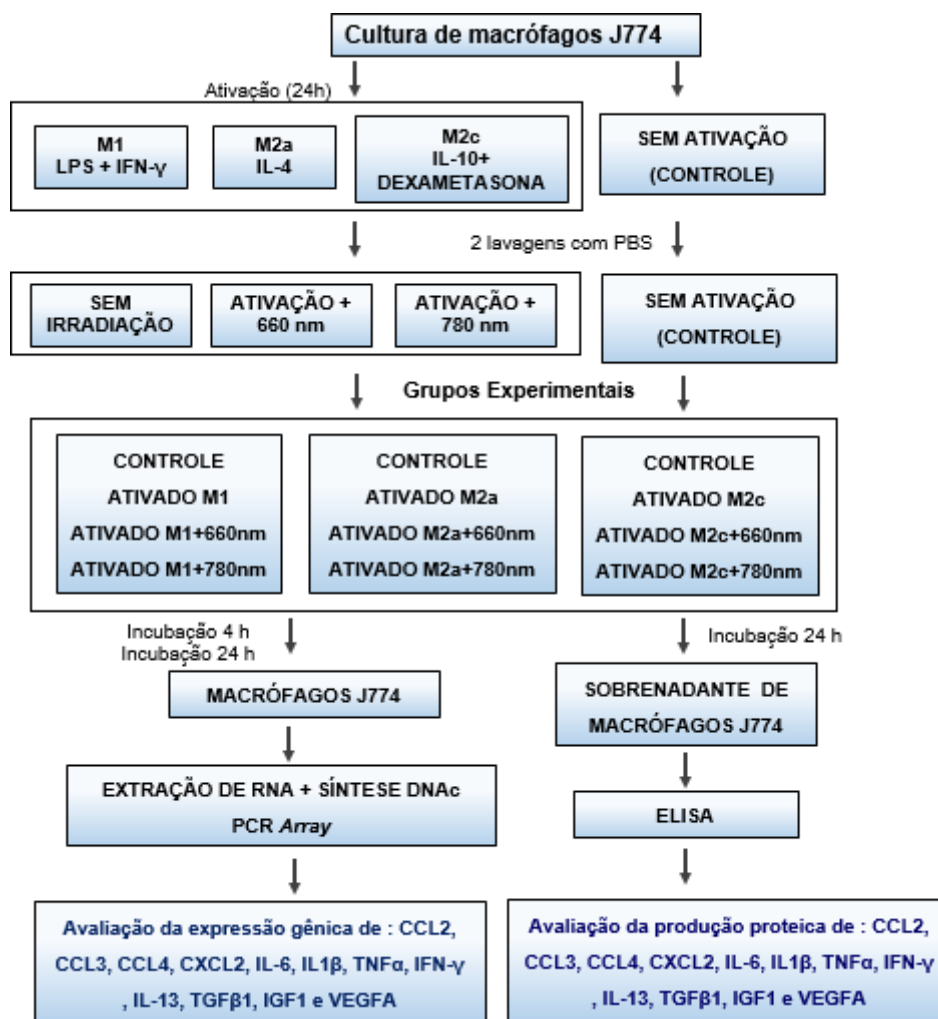 Cultura de macrófagos J774
Ativação (24h)
M1
LPS + IFN-γ
M2a
IL-4
M2c
IL-10+
DEXAMETASONA
SEM ATIVAÇÃO
(CONTROLE)
2 lavagens com PBS
SEM
IRRADIAÇÃO
ATIVAÇÃO +
660 nm
ATIVAÇÃO +
780 nm
SEM ATIVAÇÃO
(CONTROLE)
Grupos Experimentais
CONTROLE
ATIVADO M1
ATIVADO M1+660nm
ATIVADO M1+780nm
CONTROLE
ATIVADO M2a
ATIVADO M2a+660nm
ATIVADO M2a+780nm
CONTROLE
ATIVADO M2c
ATIVADO M2c+660nm
ATIVADO M2c+780nm
Incubação 4 h
Incubação 24 h
Incubação 24 h
MACRÓFAGOS J774
SOBRENADANTE DE
MACRÓFAGOS J774
EXTRAÇÃO DE RNA + SÍNTESE DNAc
PCR Array
ELISA
Avaliação da expressão gênica de : CCL2,
CCL3, CCL4, CXCL2, IL-6, IL1β, TNFα, IFN-γ
, IL-13, TGFβ1, IGF1 e VEGFA
Avaliação da produção proteica de : CCL2,
CCL3, CCL4, CXCL2, IL-6, IL1β, TNFα, IFN-γ
, IL-13, TGFβ1, IGF1 e VEGFA